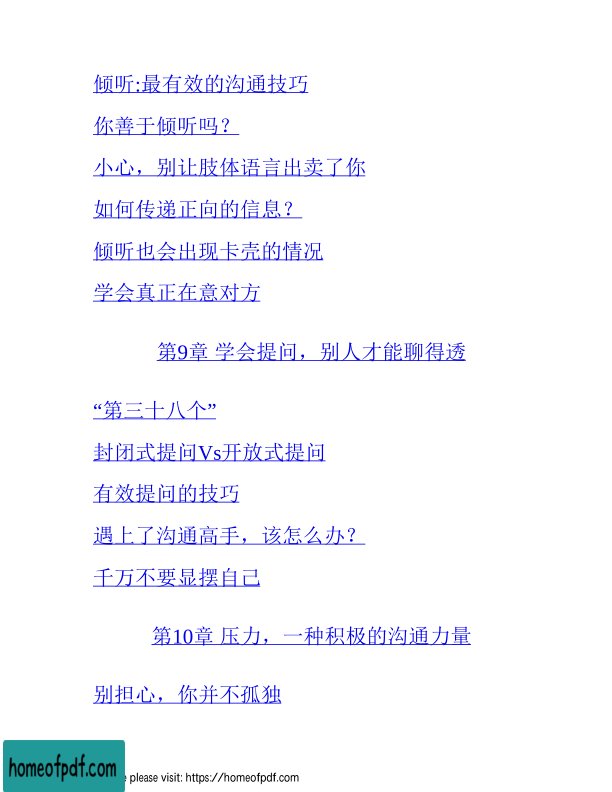 倾听:最有效的沟通技巧
你善于倾听吗？
小心，别让肢体语言出卖了你
如何传递正向的信息？
倾听也会出现卡壳的情况
学会真正在意对方
第9章 学会提问，别人才能聊得透
“第三十八个”
封闭式提问Vs开放式提问
有效提问的技巧
遇上了沟通高手，该怎么办？
千万不要显摆自己
第10章 压力，一种积极的沟通力量
别担心，你并不孤独
homeofpdf.com
please visit: https://homeofpdf.com